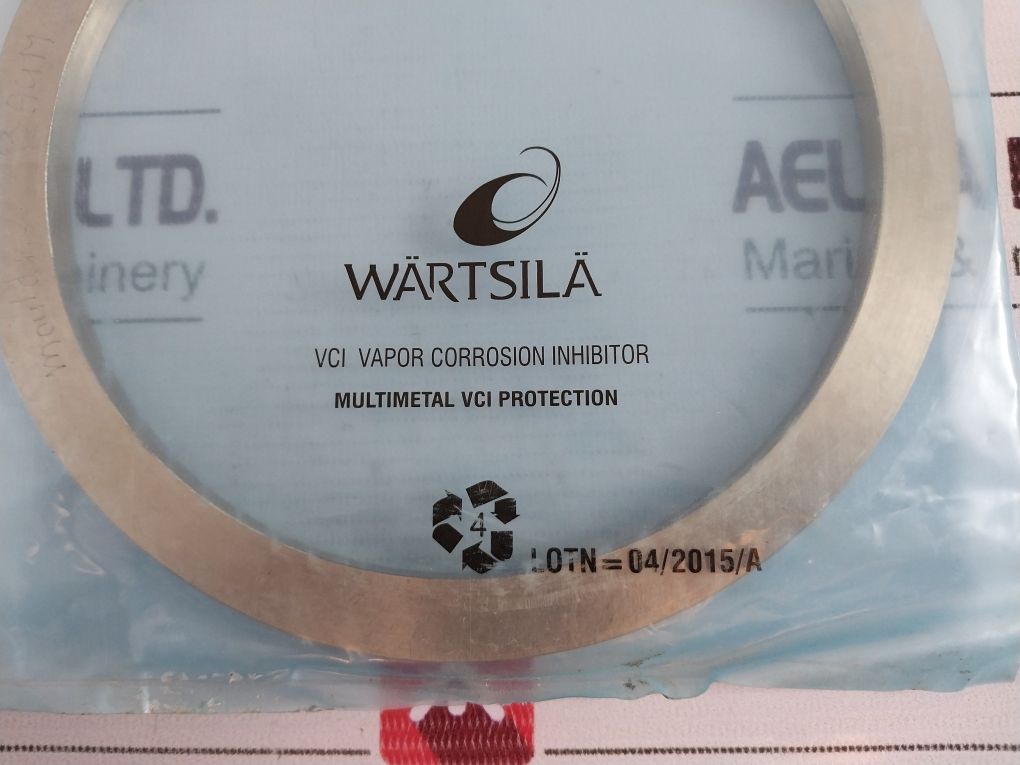 LTD.
AEL
inery
Mari
&
WÄRTSILÄ
VCI VAPOR CORROSION INHIBITOR
MULTIMETAL VCI PROTECTION
4
LOTN=04/2015/A